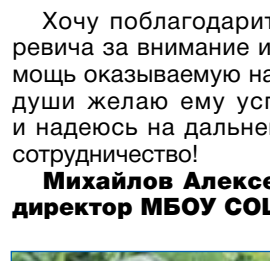 Хочу поблагодарит
ревича за внимание и
мощь оказываемую на
души желаю ему усп
и надеюсь на дальне
сотрудничество!
Михайлов Алексе
директор МБОУ СОШ